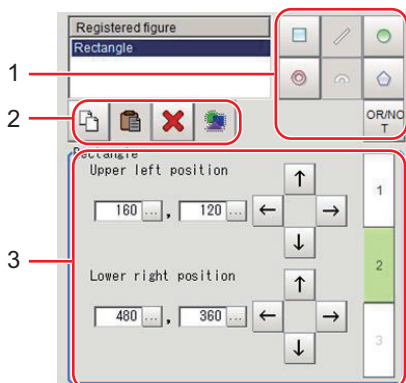 Registered figure
Rectangle
1
2
OR/NO
T
Rectangle
Upper left position
160 ... , 120 ...
1
2
3
3
Lower right position
480 ... , 360 ...